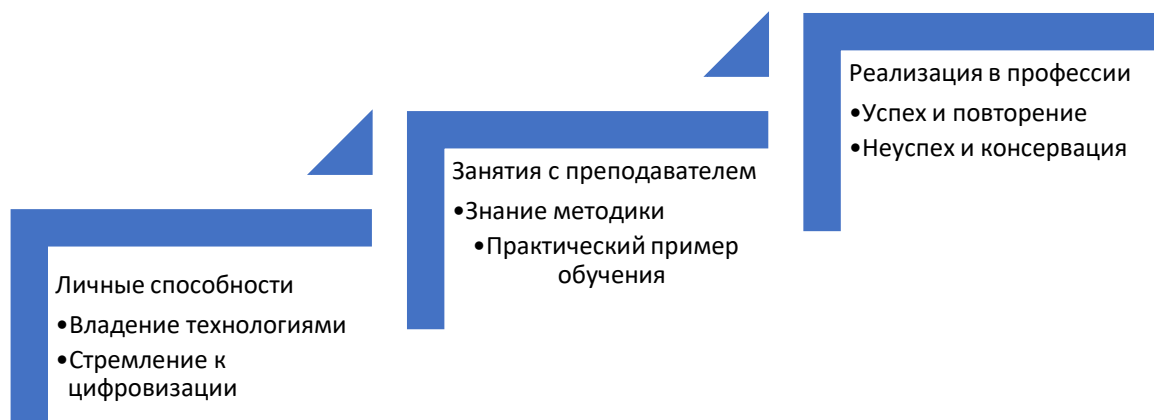 Личные способности
•Владение технологиями
•Стремление к
цифровизации
Занятия с преподавателем
•Знание методики
•Практический пример
обучения
Реализация в профессии
•Успех и повторение
•Неуспех и консервация